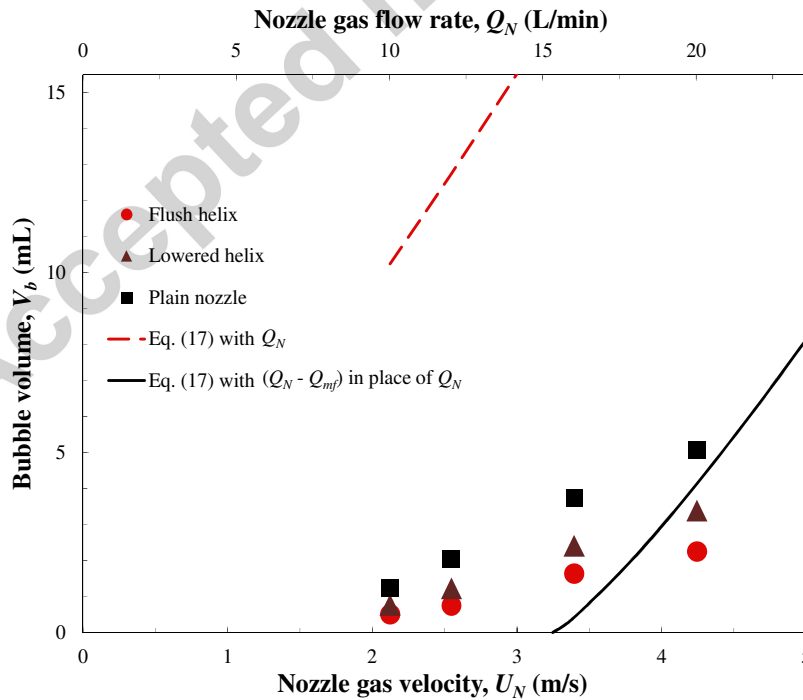 Nozzle gas flow rate, Q_N (L/min)
0 5 10 15 20
15
10
5
0
Bubble volume, V_b (mL)
Flush helix
Lowered helix
Plain nozzle
Eq. (17) with Q_N
Eq. (17) with (Q_N - Q_mf) in place of Q_N
0 1 2 3 4 5
Nozzle gas velocity, U_N (m/s)
Accepted